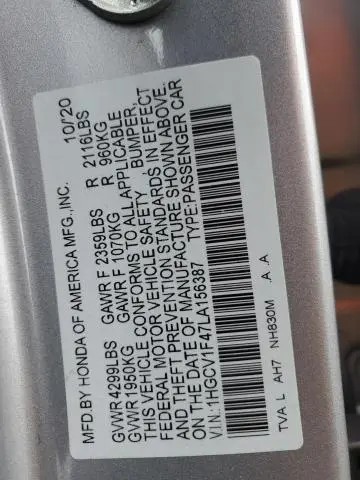 MFD.BY HONDA OF AMERICA MFG.,INC. 10/20
GVWR 4299LBS GAWR F 2359LBS R 2116LBS
GVWR 1950KG GAWR F 1070KG R 960KG
THIS VEHICLE CONFORMS TO ALL APPLICABLE
FEDERAL MOTOR VEHICLE SAFETY, BUMPER,
AND THEFT PREVENTION STANDARDS IN EFFECT
ON THE DATE OF MANUFACTURE SHOWN ABOVE.
VIN:1HGCV1F47LA156387 TYPE:PASSENGER CAR
TVA L AH7 NH830M .A .A